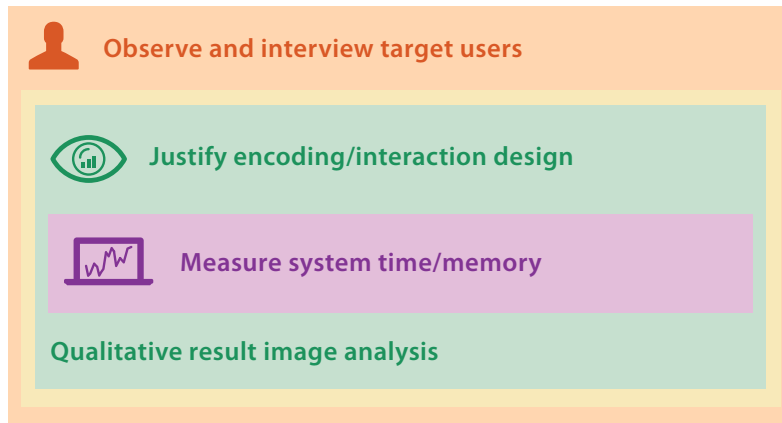 Observe and interview target users
Justify encoding/interaction design
Measure system time/memory
Qualitative result image analysis